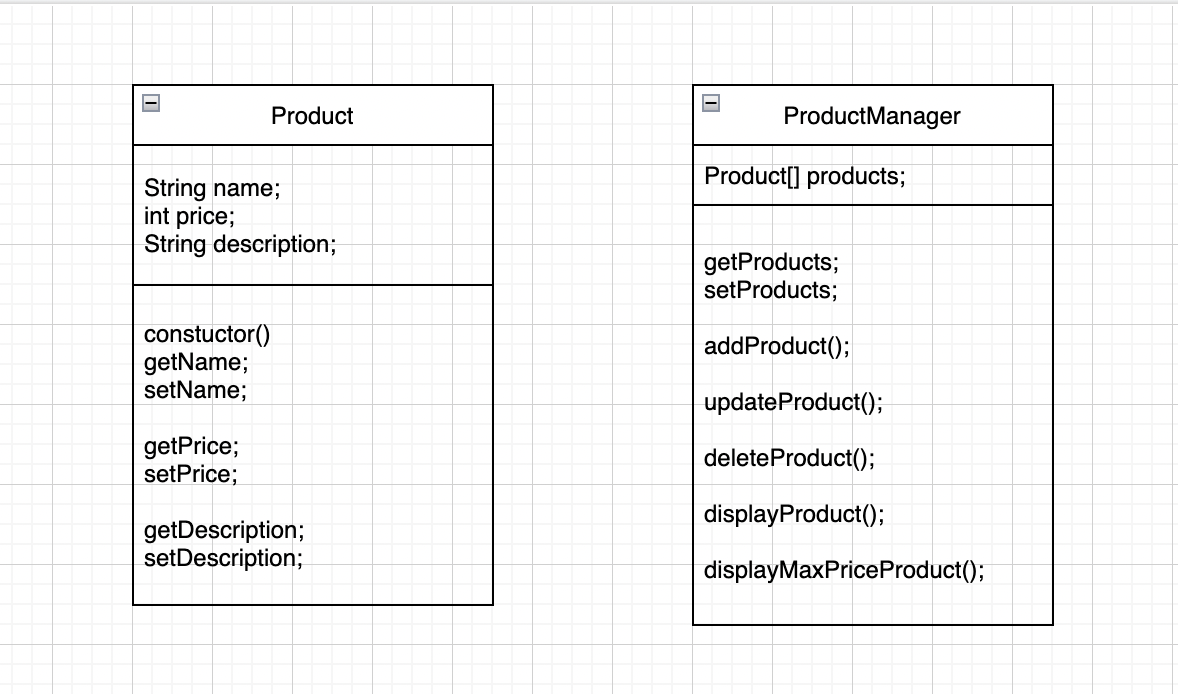 Product
String name;
int price;
String description;
constuctor()
getName;
setName;
getPrice;
setPrice;
getDescription;
setDescription;
ProductManager
Product[] products;
getProducts;
setProducts;
addProduct();
updateProduct();
deleteProduct();
displayProduct();
displayMaxPriceProduct();